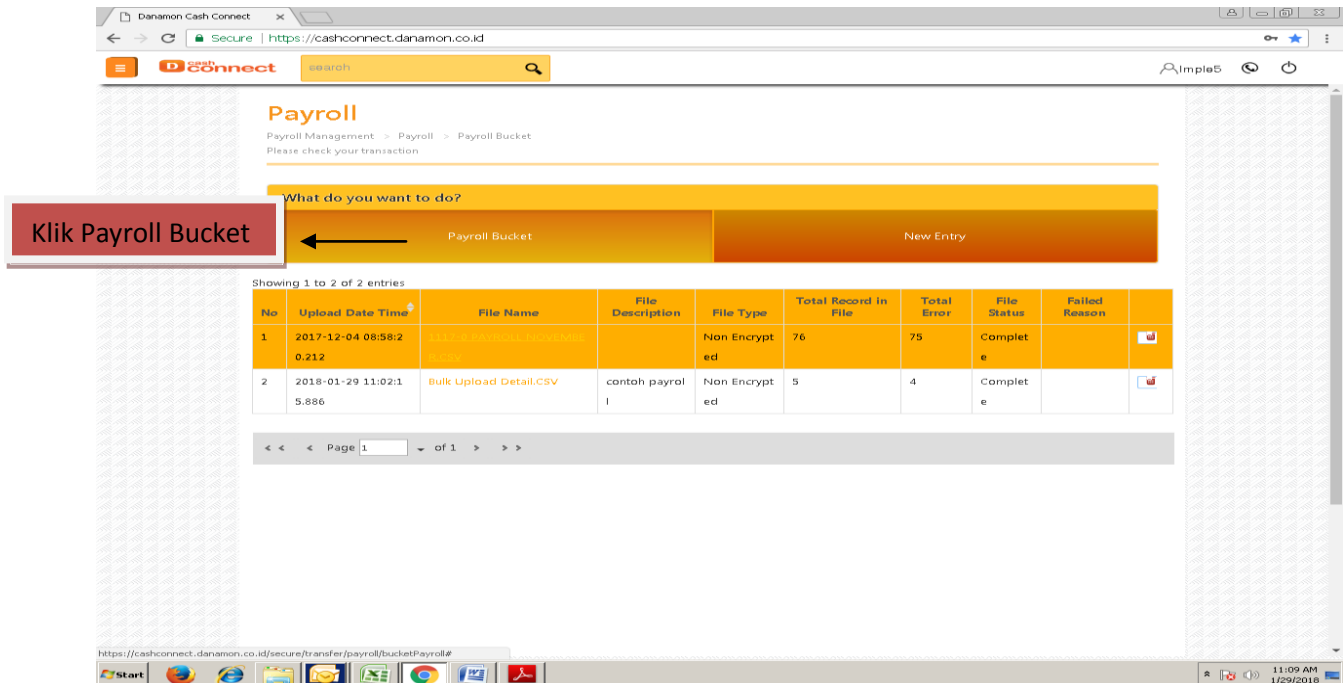 Danamon Cash Connect
Secure | https://cashconnect.danamon.co.id
D cash connect
search
Imple5
Payroll
Payroll Management > Payroll > Payroll Bucket
Please check your transaction
What do you want to do?
Klik Payroll Bucket
Payroll Bucket
New Entry
Showing 1 to 2 of 2 entries
No Upload Date Time File Name File Description File Type Total Record in File Total Error File Status Failed Reason
1 2017-12-04 08:58:2 Non Encrypt 76 75 Complet
0.212 R.CSV ed e
2 2018-01-29 11:02:1 Bulk Upload Detail.CSV contoh payrol Non Encrypt 5 4 Complet
5.886 l ed e
< < < Page 1 of 1 > > >
https://cashconnect.danamon.co.id/secure/transfer/payroll/bucketPayroll#
Start
11:09 AM
1/29/2018